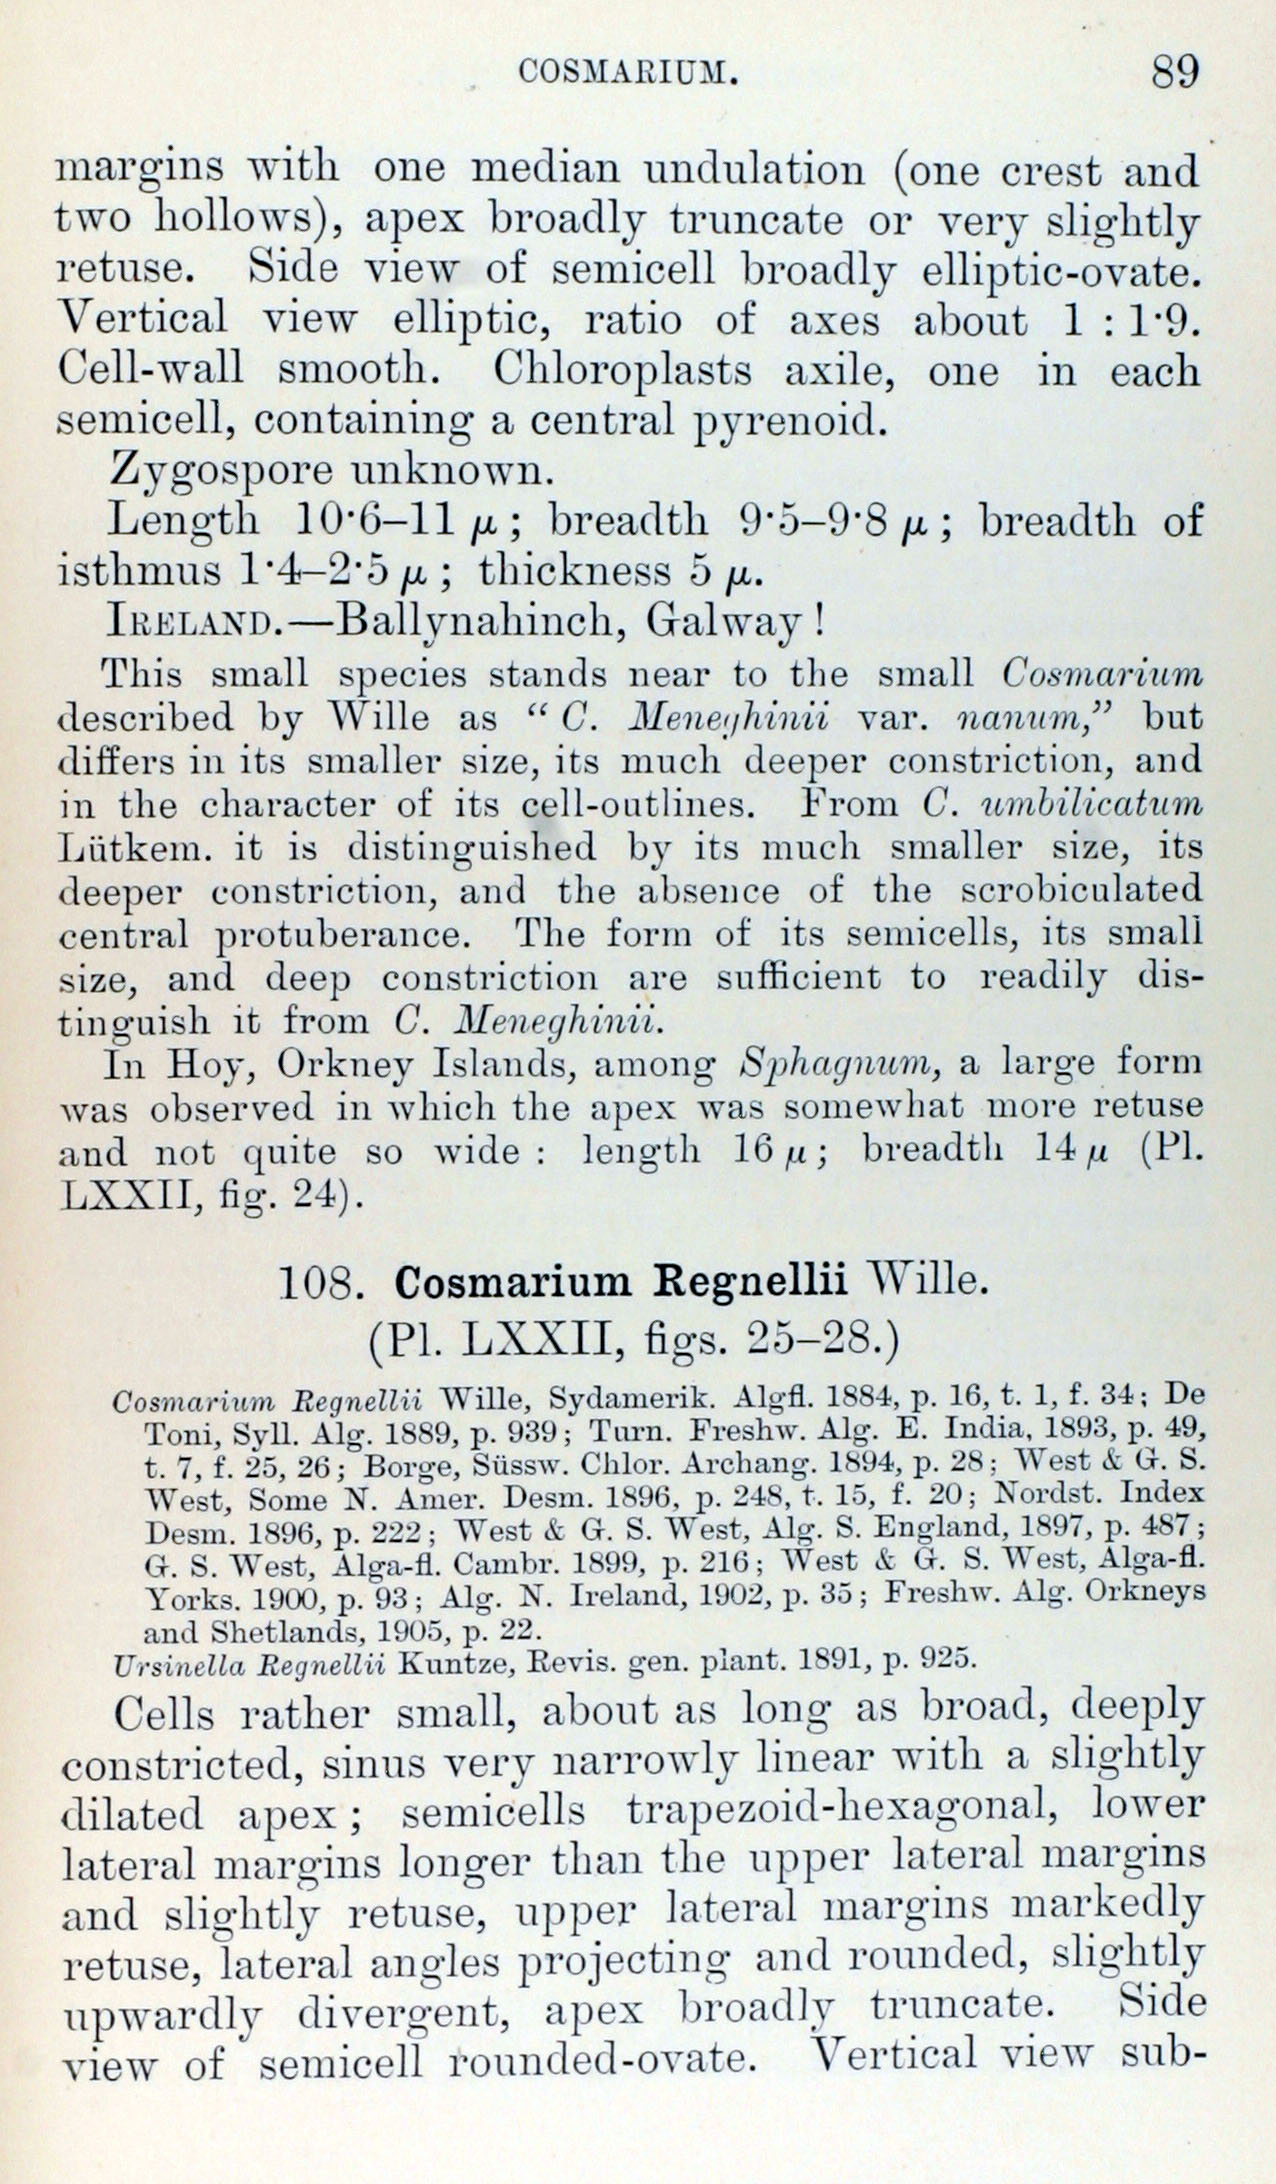 COSMARIUM. 89
margins with one median undulation (one crest and
two hollows), apex broadly truncate or very slightly
retuse. Side view of semicell broadly elliptic-ovate.
Vertical view elliptic, ratio of axes about 1 : 1·9.
Cell-wall smooth. Chloroplasts axile, one in each
semicell, containing a central pyrenoid.
Zygospore unknown.
Length 10·6–11 μ; breadth 9·5–9·8 μ; breadth of
isthmus 1·4–2·5 μ; thickness 5 μ.
IRELAND.—Ballynahinch, Galway!
This small species stands near to the small Cosmarium
described by Wille as “C. Meneghinii var. nanum,” but
differs in its smaller size, its much deeper constriction, and
in the character of its cell-outlines. From C. umbilicatum
Lütkem. it is distinguished by its much smaller size, its
deeper constriction, and the absence of the scrobiculated
central protuberance. The form of its semicells, its small
size, and deep constriction are sufficient to readily dis-
tinguish it from C. Meneghinii.
In Hoy, Orkney Islands, among Sphagnum, a large form
was observed in which the apex was somewhat more retuse
and not quite so wide : length 16 μ; breadth 14 μ (Pl.
LXXII, fig. 24).
108. Cosmarium Regnellii Wille.
(Pl. LXXII, figs. 25–28.)
Cosmarium Regnellii Wille, Sydamerik. Algfl. 1884, p. 16, t. 1, f. 34; De
Toni, Syll. Alg. 1889, p. 939; Turn. Freshw. Alg. E. India, 1893, p. 49,
t. 7, f. 25, 26; Borge, Süssw. Chlor. Archang. 1894, p. 28; West & G. S.
West, Some N. Amer. Desm. 1896, p. 248, t. 15, f. 20; Nordst. Index
Desm. 1896, p. 222; West & G. S. West, Alg. S. England, 1897, p. 487;
G. S. West, Alga-fl. Cambr. 1899, p. 216; West & G. S. West, Alga-fl.
Yorks. 1900, p. 93; Alg. N. Ireland, 1902, p. 35; Freshw. Alg. Orkneys
and Shetlands, 1905, p. 22.
Ursinella Regnellii Kuntze, Revis. gen. plant. 1891, p. 925.
Cells rather small, about as long as broad, deeply
constricted, sinus very narrowly linear with a slightly
dilated apex; semicells trapezoid-hexagonal, lower
lateral margins longer than the upper lateral margins
and slightly retuse, upper lateral margins markedly
retuse, lateral angles projecting and rounded, slightly
upwardly divergent, apex broadly truncate. Side
view of semicell rounded-ovate. Vertical view sub-